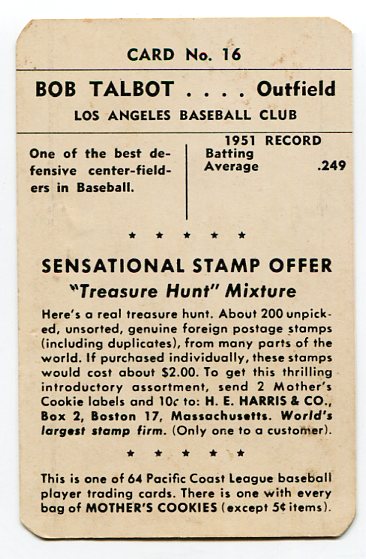 CARD No. 16
BOB TALBOT . . . . Outfield
LOS ANGELES BASEBALL CLUB
One of the best de-
fensive center-field-
ers in Baseball.
1951 RECORD
Batting
Average .249
★ ★ ★ ★ ★
SENSATIONAL STAMP OFFER
"Treasure Hunt" Mixture
Here's a real treasure hunt. About 200 unpick-
ed, unsorted, genuine foreign postage stamps
(including duplicates), from many parts of the
world. If purchased individually, these stamps
would cost about $2.00. To get this thrilling
introductory assortment, send 2 Mother's
Cookie labels and 10¢ to: H. E. HARRIS & CO.,
Box 2, Boston 17, Massachusetts. World's
largest stamp firm. (Only one to a customer).
★ ★ ★ ★ ★
This is one of 64 Pacific Coast League baseball
player trading cards. There is one with every
bag of MOTHER'S COOKIES (except 5¢ items).